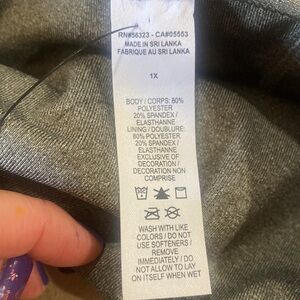 RN#56323 - CA#05553
MADE IN SRI LANKA
FABRIQUE AU SRI LANKA
1X
BODY / CORPS: 80%
POLYESTER
20% SPANDEX /
ELASTHANNE
LINING / DOUBLURE:
80% POLYESTER
20% SPANDEX /
ELASTHANNE
EXCLUSIVE OF
DECORATION /
DECORATION NON
COMPRISE
WASH WITH LIKE
COLORS / DO NOT
USE SOFTENERS /
REMOVE
IMMEDIATELY / DO
NOT ALLOW TO LAY
ON ITSELF WHEN WET